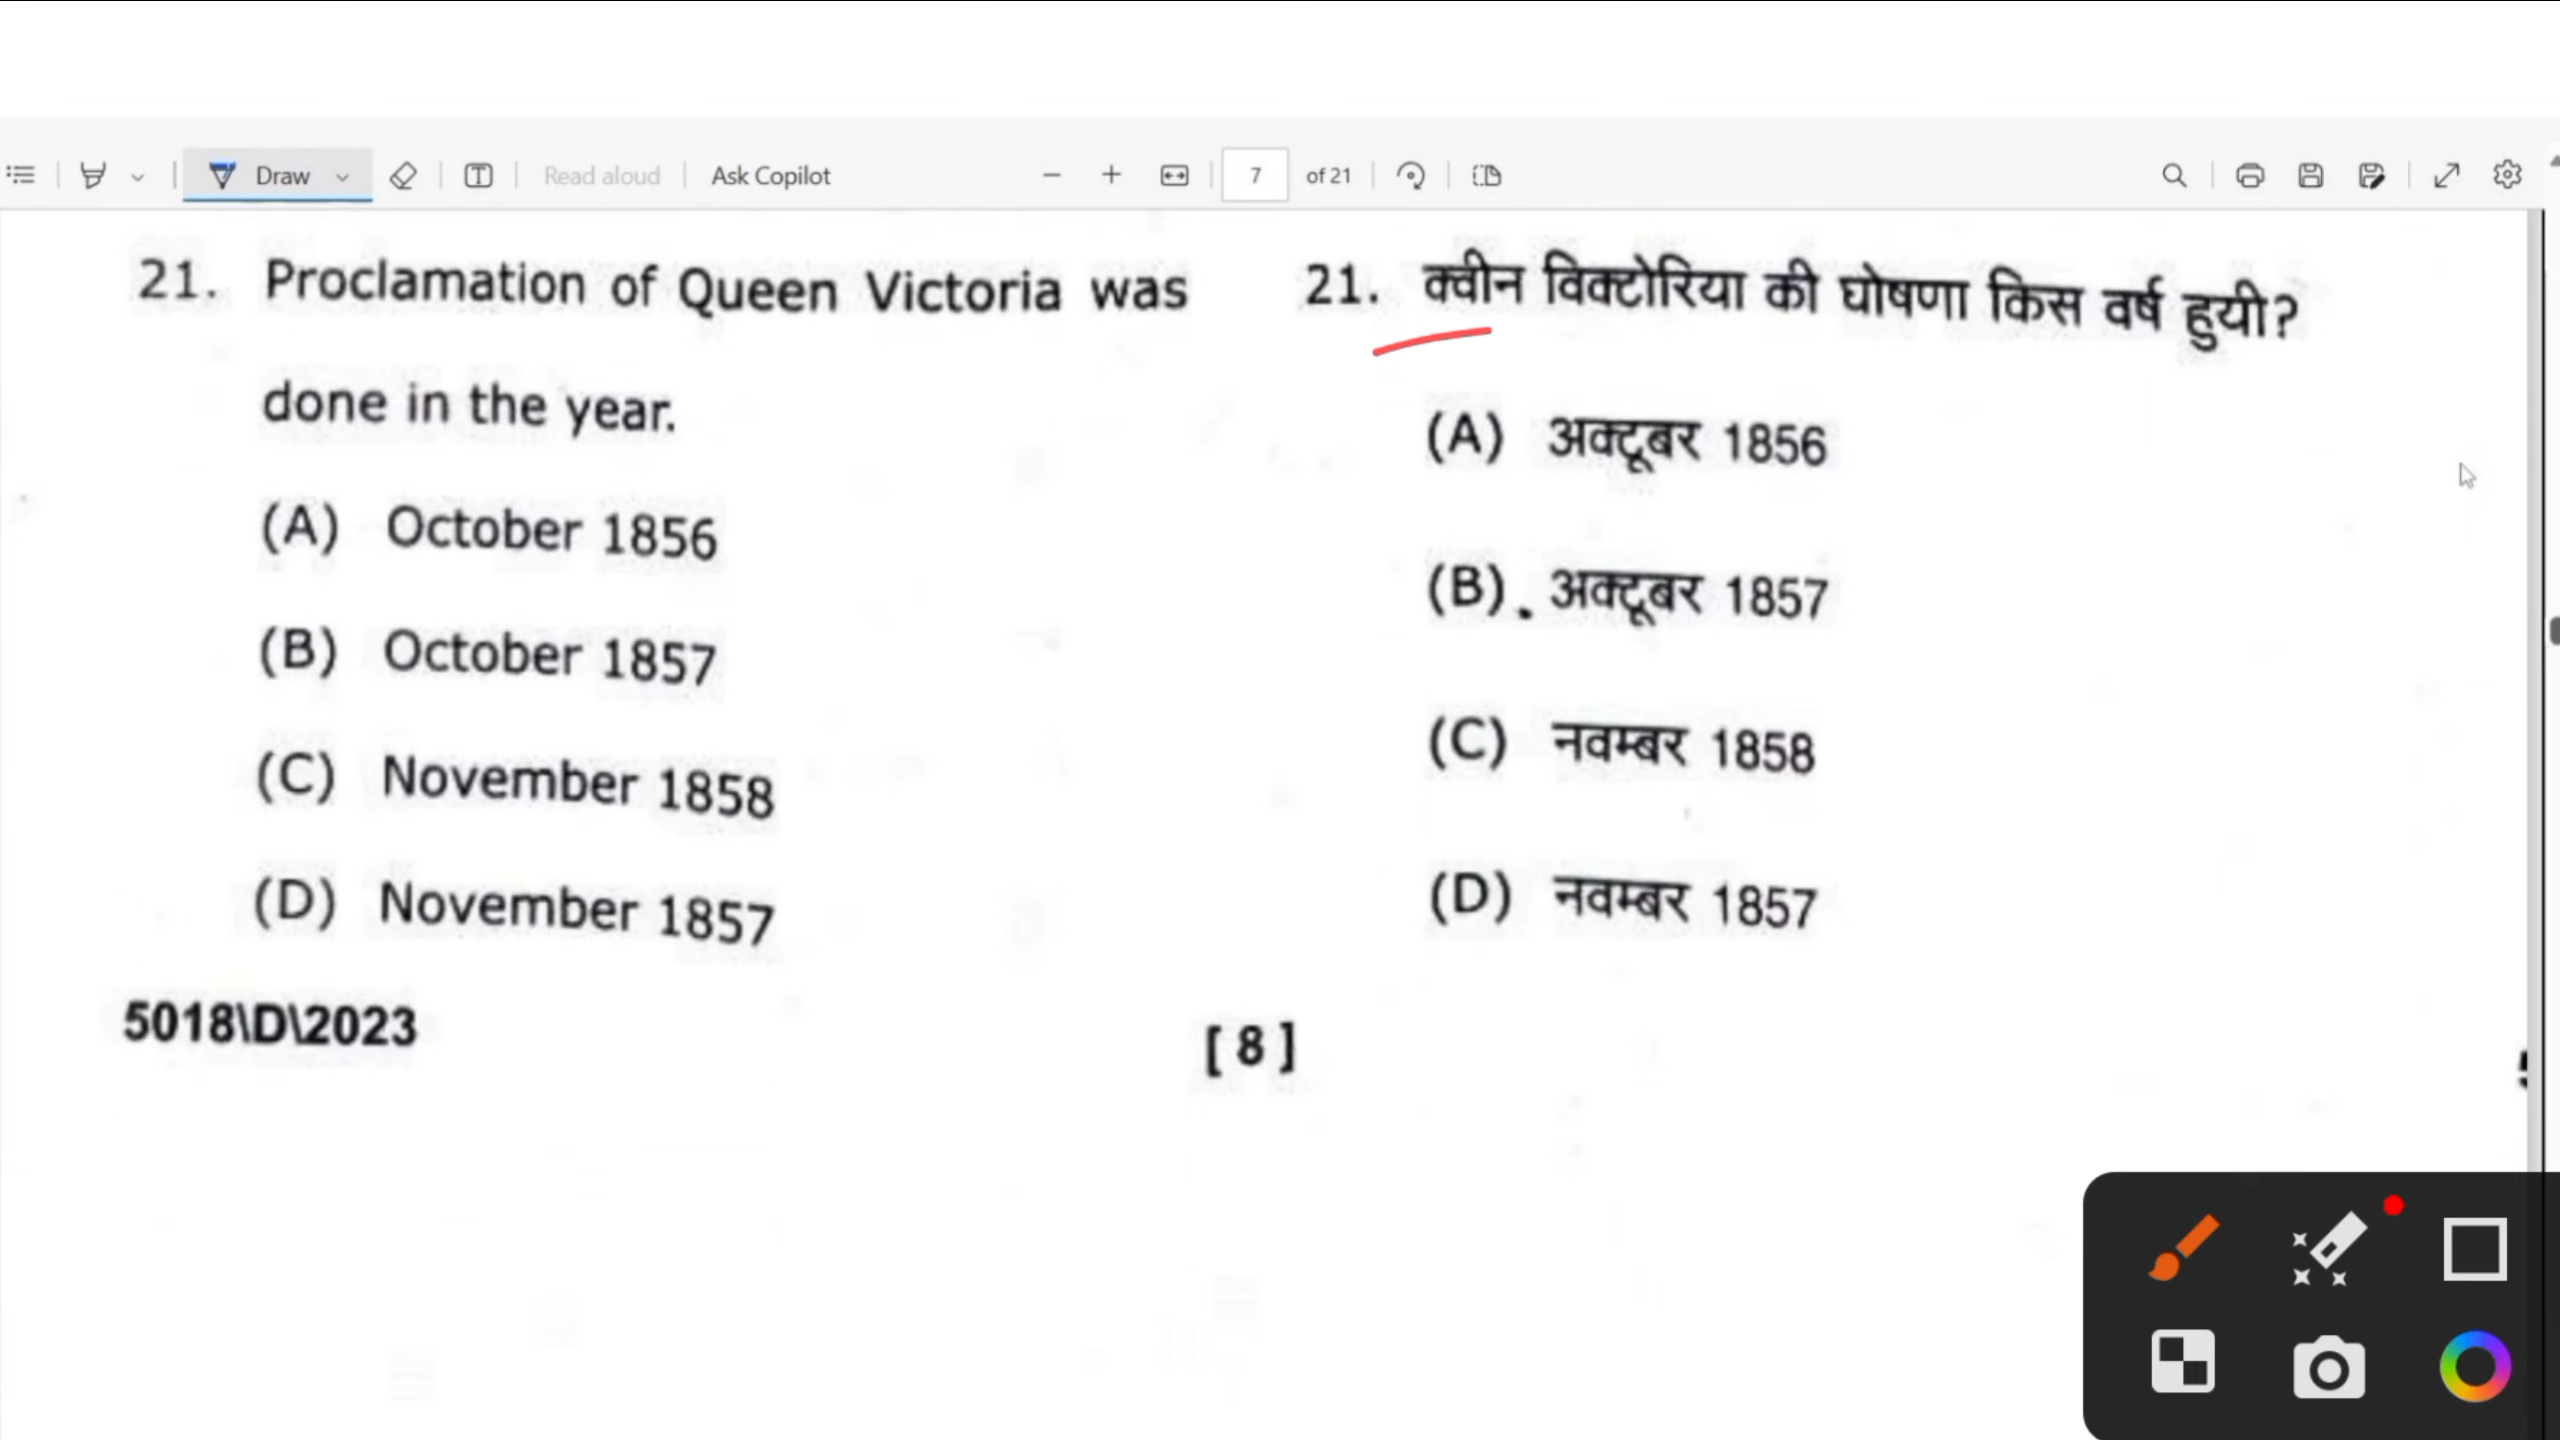 Draw
Read aloud
Ask Copilot
7
of 21
21. Proclamation of Queen Victoria was
done in the year.
(A) October 1856
(B) October 1857
(C) November 1858
(D) November 1857
21. क्वीन विक्टोरिया की घोषणा किस वर्ष हुयी?
(A) अक्टूबर 1856
(B). अक्टूबर 1857
(C) नवम्बर 1858
(D) नवम्बर 1857
5018\D\2023
[ 8 ]